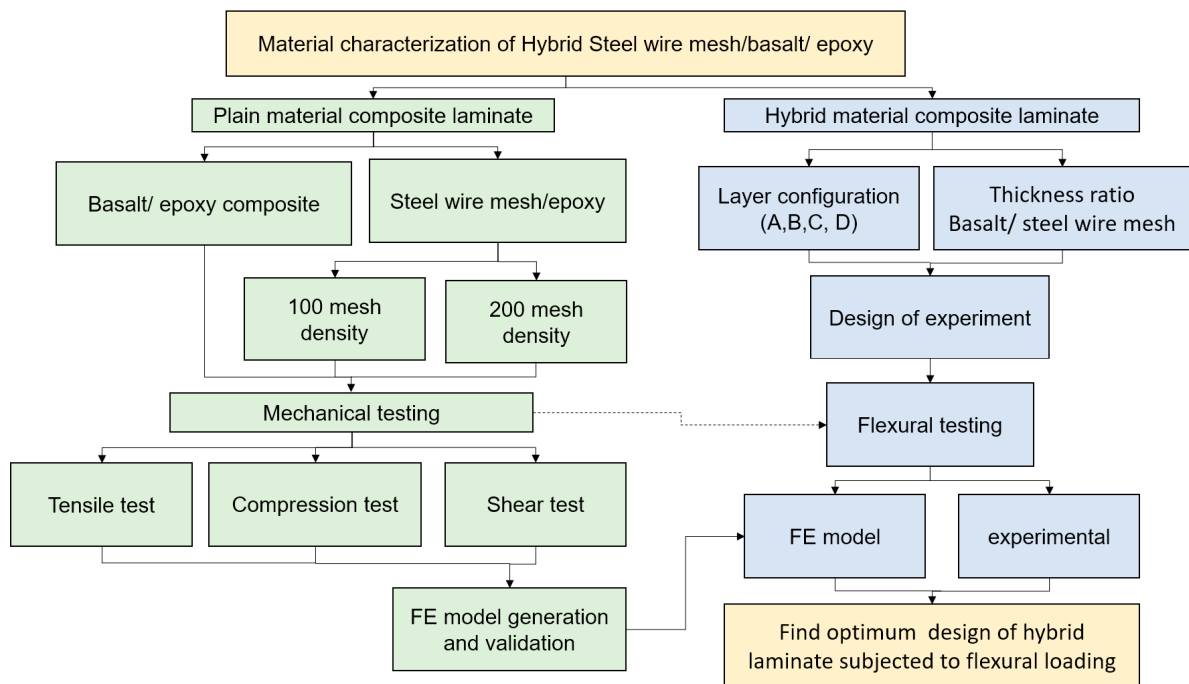 Material characterization of Hybrid Steel wire mesh/basalt/ epoxy
Plain material composite laminate
Hybrid material composite laminate
Basalt/ epoxy composite
Steel wire mesh/epoxy
Layer configuration
(A,B,C, D)
Thickness ratio
Basalt/ steel wire mesh
100 mesh
density
200 mesh
density
Design of experiment
Mechanical testing
Flexural testing
Tensile test
Compression test
Shear test
FE model
experimental
FE model generation
and validation
Find optimum design of hybrid
laminate subjected to flexural loading